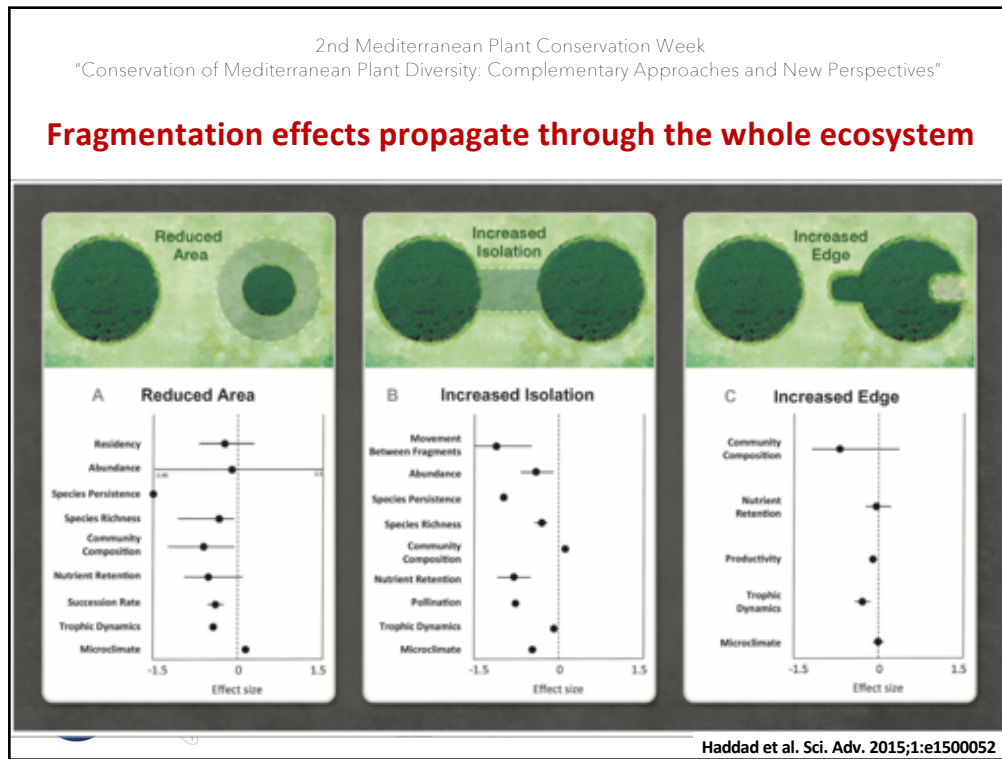 2nd Mediterranean Plant Conservation Week
"Conservation of Mediterranean Plant Diversity: Complementary Approaches and New Perspectives"
Fragmentation effects propagate through the whole ecosystem
Reduced
Area
Increased
Isolation
Increased
Edge
A Reduced Area
Residency
Abundance
Species Persistence
Species Richness
Community
Composition
Nutrient Retention
Succession Rate
Trophic Dynamics
Microclimate
-1.5 0 1.5
Effect size
B Increased Isolation
Movement
Between Fragments
Abundance
Species Persistence
Species Richness
Community
Composition
Nutrient Retention
Pollination
Trophic Dynamics
Microclimate
-1.5 0 1.5
Effect size
C Increased Edge
Community
Composition
Nutrient
Retention
Productivity
Trophic
Dynamics
Microclimate
-1.5 0 1.5
Effect size
Haddad et al. Sci. Adv. 2015;1:e1500052